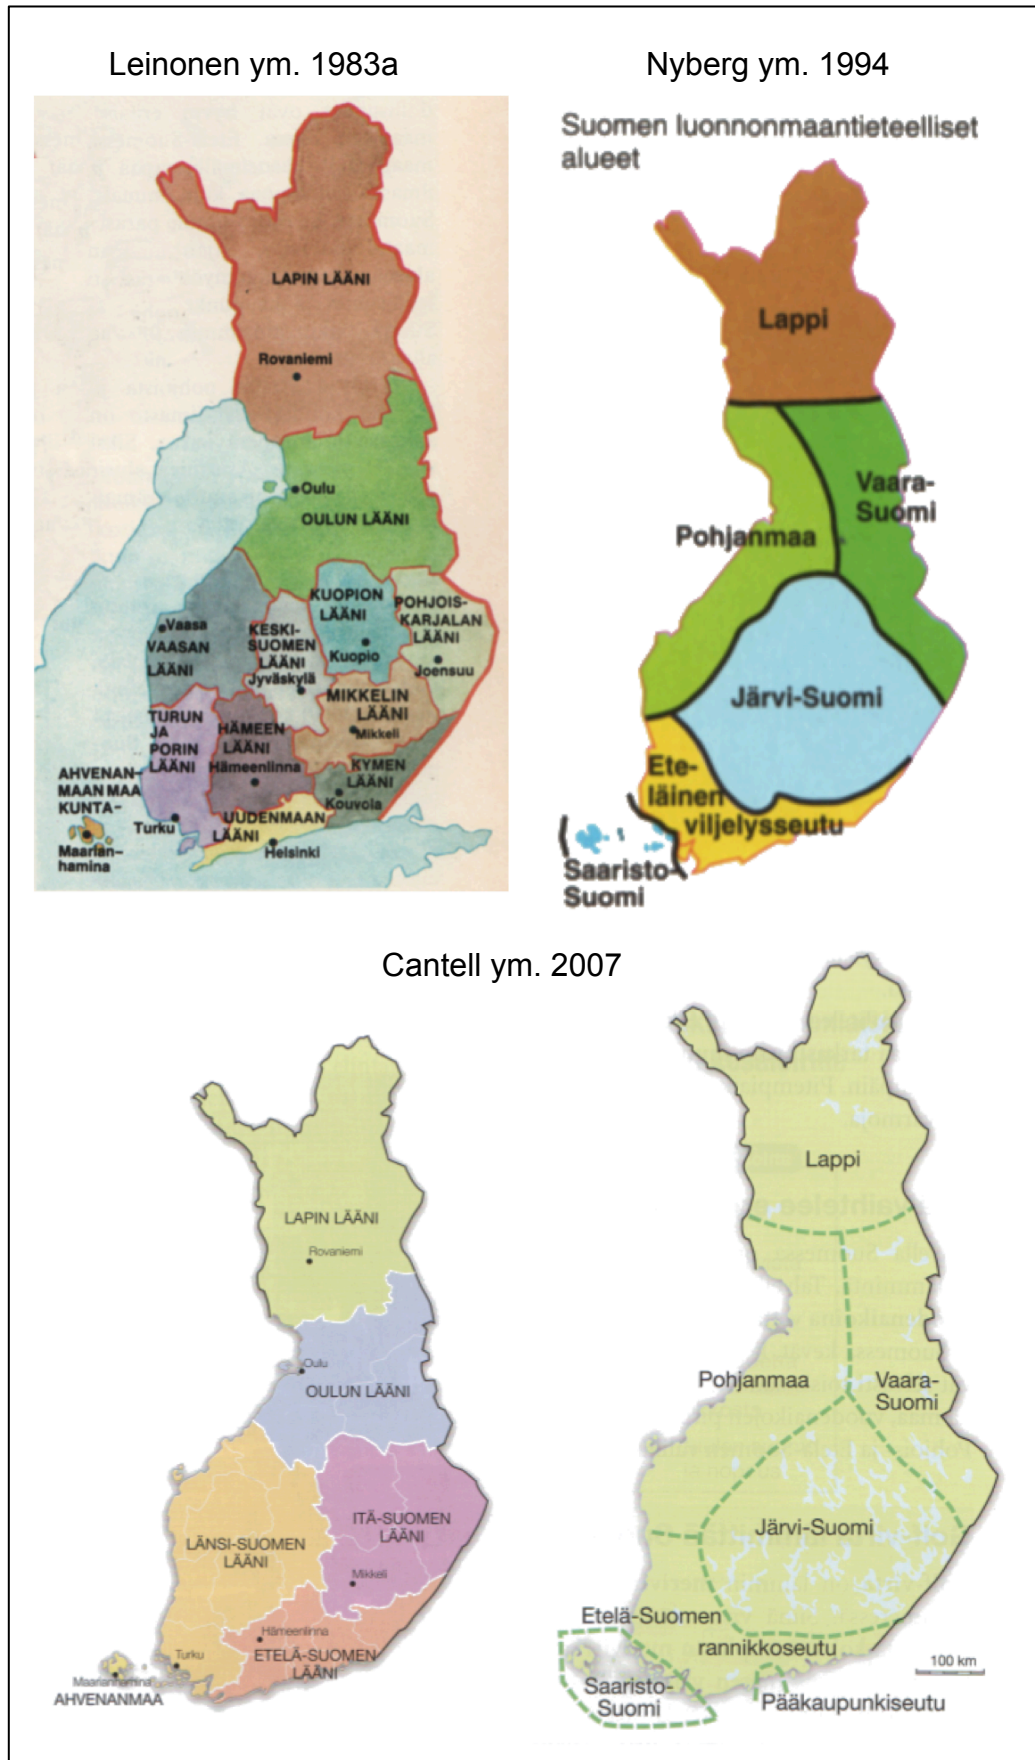 Leinonen ym. 1983a
LAPIN LÄÄNI
Rovaniemi
Oulu
OULUN LÄÄNI
KUOPION
LÄÄNI
Kuopio
POHJOIS-
KARJALAN
LÄÄNI
Joensuu
Vaasa
VAASAN
LÄÄNI
KESKI-
SUOMEN
LÄÄNI
Jyväskylä
MIKKELIN
LÄÄNI
Mikkeli
TURUN
JA
PORIN
LÄÄNI
HÄMEEN
LÄÄNI
Hämeenlinna
KYMEN
LÄÄNI
Kouvola
AHVENAN-
MAAN MAA
KUNTA-
Maarian-
hamina
Turku
UUDENMAAN
LÄÄNI
Helsinki
Nyberg ym. 1994
Suomen luonnonmaantieteelliset
alueet
Lappi
Vaara-
Suomi
Pohjanmaa
Järvi-Suomi
Ete-
läinen
viljelysseutu
Saaristo-
Suomi
Cantell ym. 2007
LAPIN LÄÄNI
Rovaniemi
Oulu
OULUN LÄÄNI
ITÄ-SUOMEN
LÄÄNI
Mikkeli
LÄNSI-SUOMEN
LÄÄNI
Hämeenlinna
ETELÄ-SUOMEN
LÄÄNI
Turku
Maarianhamina
AHVENANMAA
Lappi
Pohjanmaa
Vaara-
Suomi
Järvi-Suomi
Etelä-Suomen
rannikkoseutu
100 km
Saaristo-
Suomi
Pääkaupunkiseutu